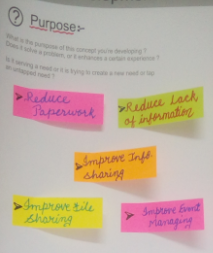 ? Purpose:-
What is the purpose of this concept you're developing ?
Does it solve a problem, or it enhances a certain experience ?
Is it serving a need or it is trying to create a new need or tap
an untapped need ?
Reduce
Paperwork
Reduce Lack
of Information
Improve Info
sharing
Improve File
sharing
Improve Event
Managing